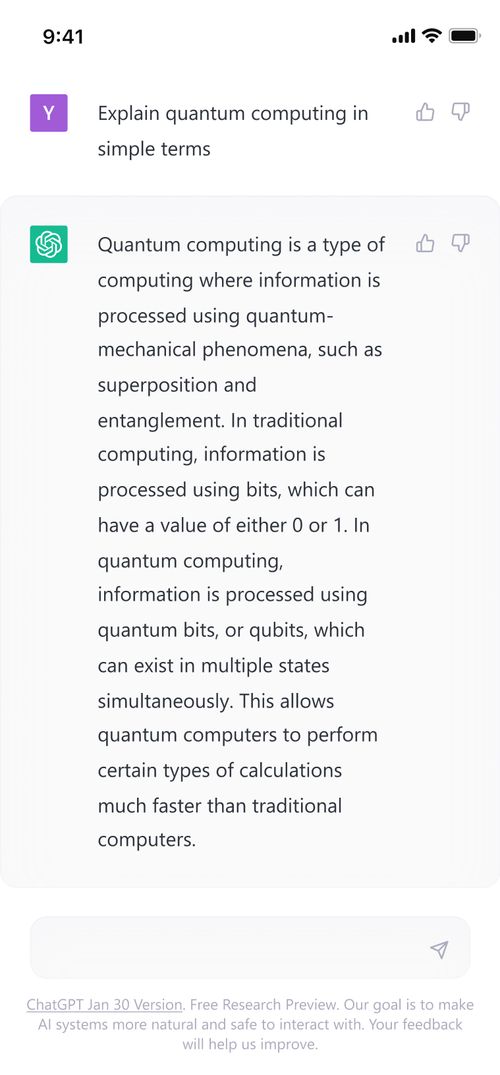 9:41
Y
Explain quantum computing in
simple terms
Quantum computing is a type of
computing where information is
processed using quantum-
mechanical phenomena, such as
superposition and
entanglement. In traditional
computing, information is
processed using bits, which can
have a value of either 0 or 1. In
quantum computing,
information is processed using
quantum bits, or qubits, which
can exist in multiple states
simultaneously. This allows
quantum computers to perform
certain types of calculations
much faster than traditional
computers.
ChatGPT Jan 30 Version. Free Research Preview. Our goal is to make
AI systems more natural and safe to interact with. Your feedback
will help us improve.